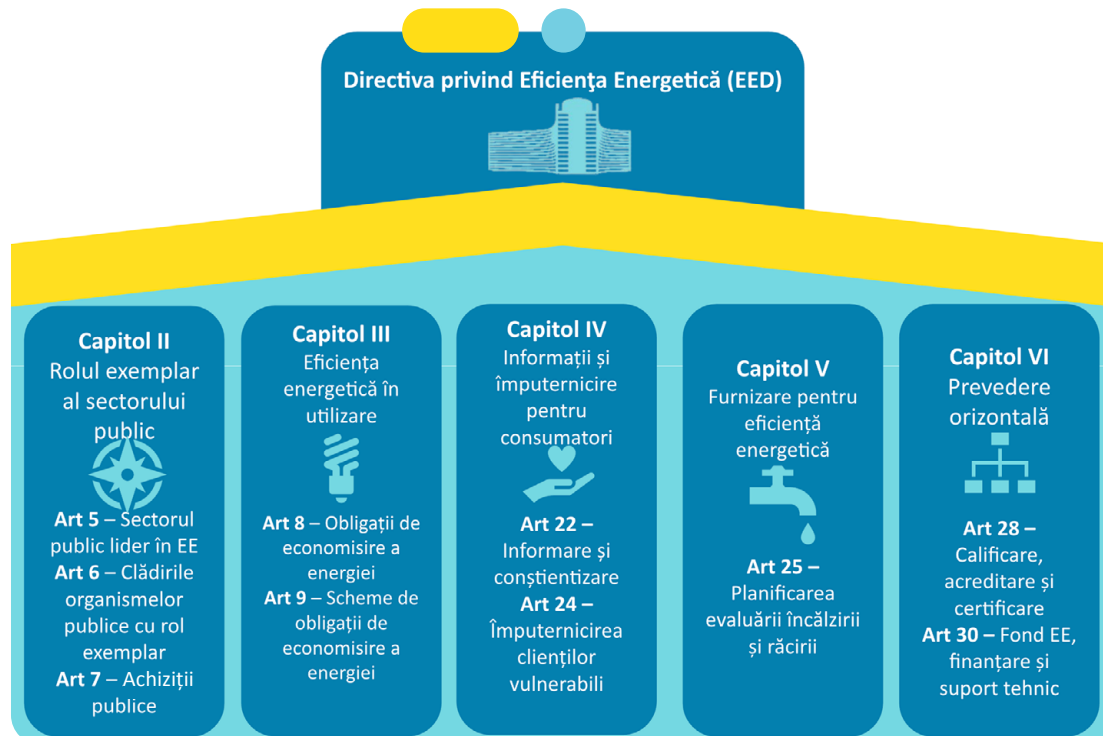 Directiva privind Eficiența Energetică (EED)
Capitol II
Rolul exemplar
al sectorului
public
Art 5 – Sectorul
public lider în EE
Art 6 – Clădirile
organismelor
publice cu rol
exemplar
Art 7 – Achiziții
publice
Capitol III
Eficiența
energetică în
utilizare
Art 8 – Obligații de
economisire a
energiei
Art 9 – Scheme de
obligații de
economisire a
energiei
Capitol IV
Informații și
împuternicire
pentru
consumatori
Art 22 –
Informare și
conștientizare
Art 24 –
Împuternicirea
clienților
vulnerabili
Capitol V
Furnizare pentru
eficiență
energetică
Art 25 –
Planificarea
evaluării încălzirii
și răcirii
Capitol VI
Prevedere
orizontală
Art 28 –
Calificare,
acreditare și
certificare
Art 30 – Fond EE,
finanțare și
suport tehnic